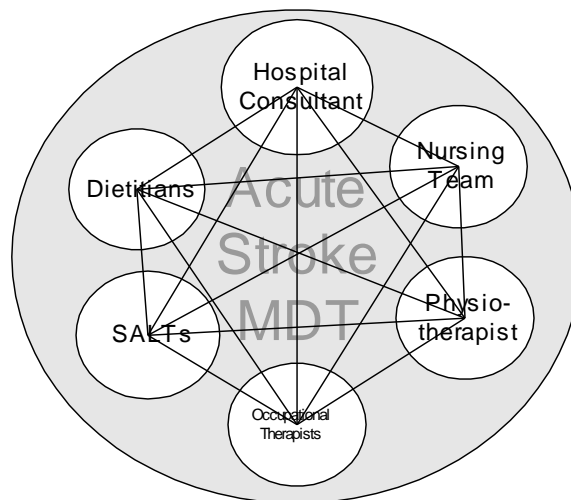 Hospital
Consultant
Nursing
Team
Dietitians
Acute
Stroke
MDT
Physio-
therapist
SALTs
Occupational
Therapists